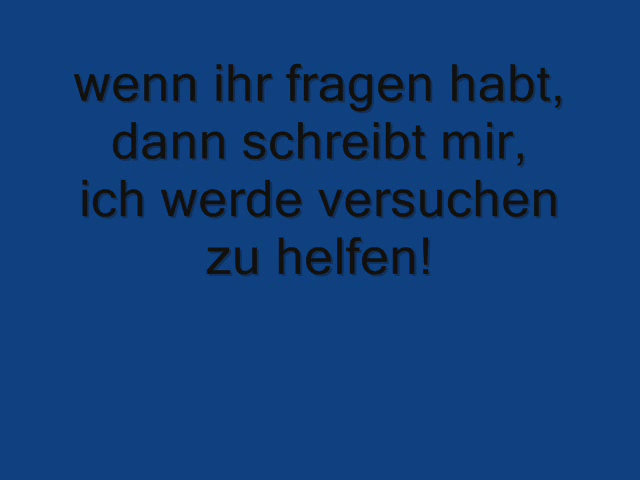 wenn ihr fragen habt,
dann schreibt mir,
ich werde versuchen
zu helfen!